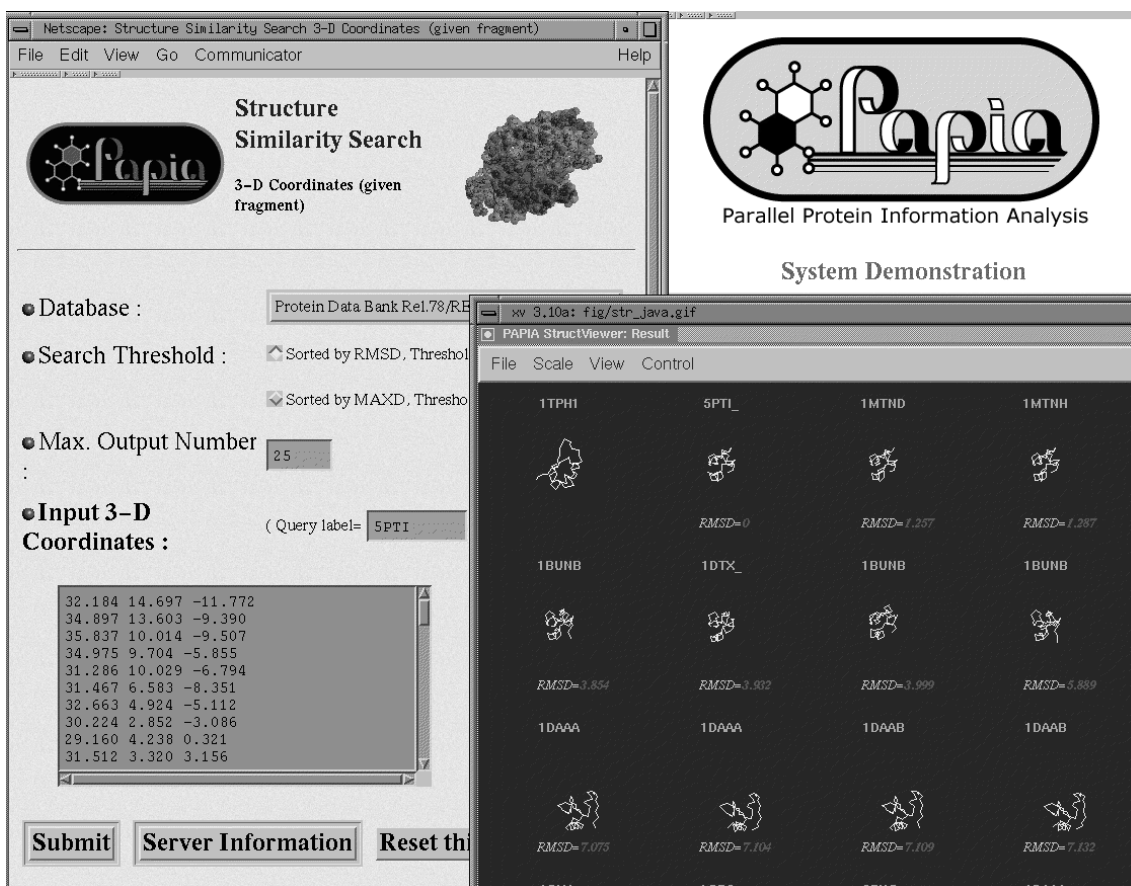 Netscape: Structure Similarity Search 3-D Coordinates (given fragment)
File Edit View Go Communicator Help
Papia
Structure
Similarity Search
3-D Coordinates (given
fragment)
Database :
Protein Data Bank Rel.78/RE
Search Threshold :
Sorted by RMSD, Threshol
Sorted by MAXD, Thresho
Max. Output Number
:
25
Input 3-D
Coordinates :
( Query label= 5PTI
32.184 14.697 -11.772
34.897 13.603 -9.390
35.837 10.014 -9.507
34.975 9.704 -5.855
31.286 10.029 -6.794
31.467 6.583 -8.351
32.663 4.924 -5.112
30.224 2.852 -3.086
29.160 4.238 0.321
31.512 3.320 3.156
Submit Server Information Reset thi
Papia
Parallel Protein Information Analysis
System Demonstration
xv 3.10a: fig/str_java.gif
PAPIA StructViewer: Result
File Scale View Control
1TPH1 5PTI_ 1MTND 1MTNH
RMSD=0 RMSD=1.257 RMSD=1.287
1BUNB 1DTX_ 1BUNB 1BUNB
RMSD=3.854 RMSD=3.932 RMSD=3.999 RMSD=5.889
1DAAA 1DAAA 1DAAB 1DAAB
RMSD=7.075 RMSD=7.104 RMSD=7.109 RMSD=7.132